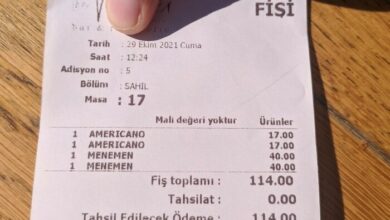 FİŞİ
Tarih : 29 Ekim 2021 Cuma
Saat : 12:24
Adisyon no : 5
Bölüm : SAHİL
Masa : 17
Mali değeri yoktur Ürünler
1 AMERICANO 17.00
1 AMERICANO 17.00
1 MENEMEN 40.00
1 MENEMEN 40.00
Fiş toplamı : 114.00
Tahsilat : 0.00
Tahsil Edilecek Ödeme : 114.00